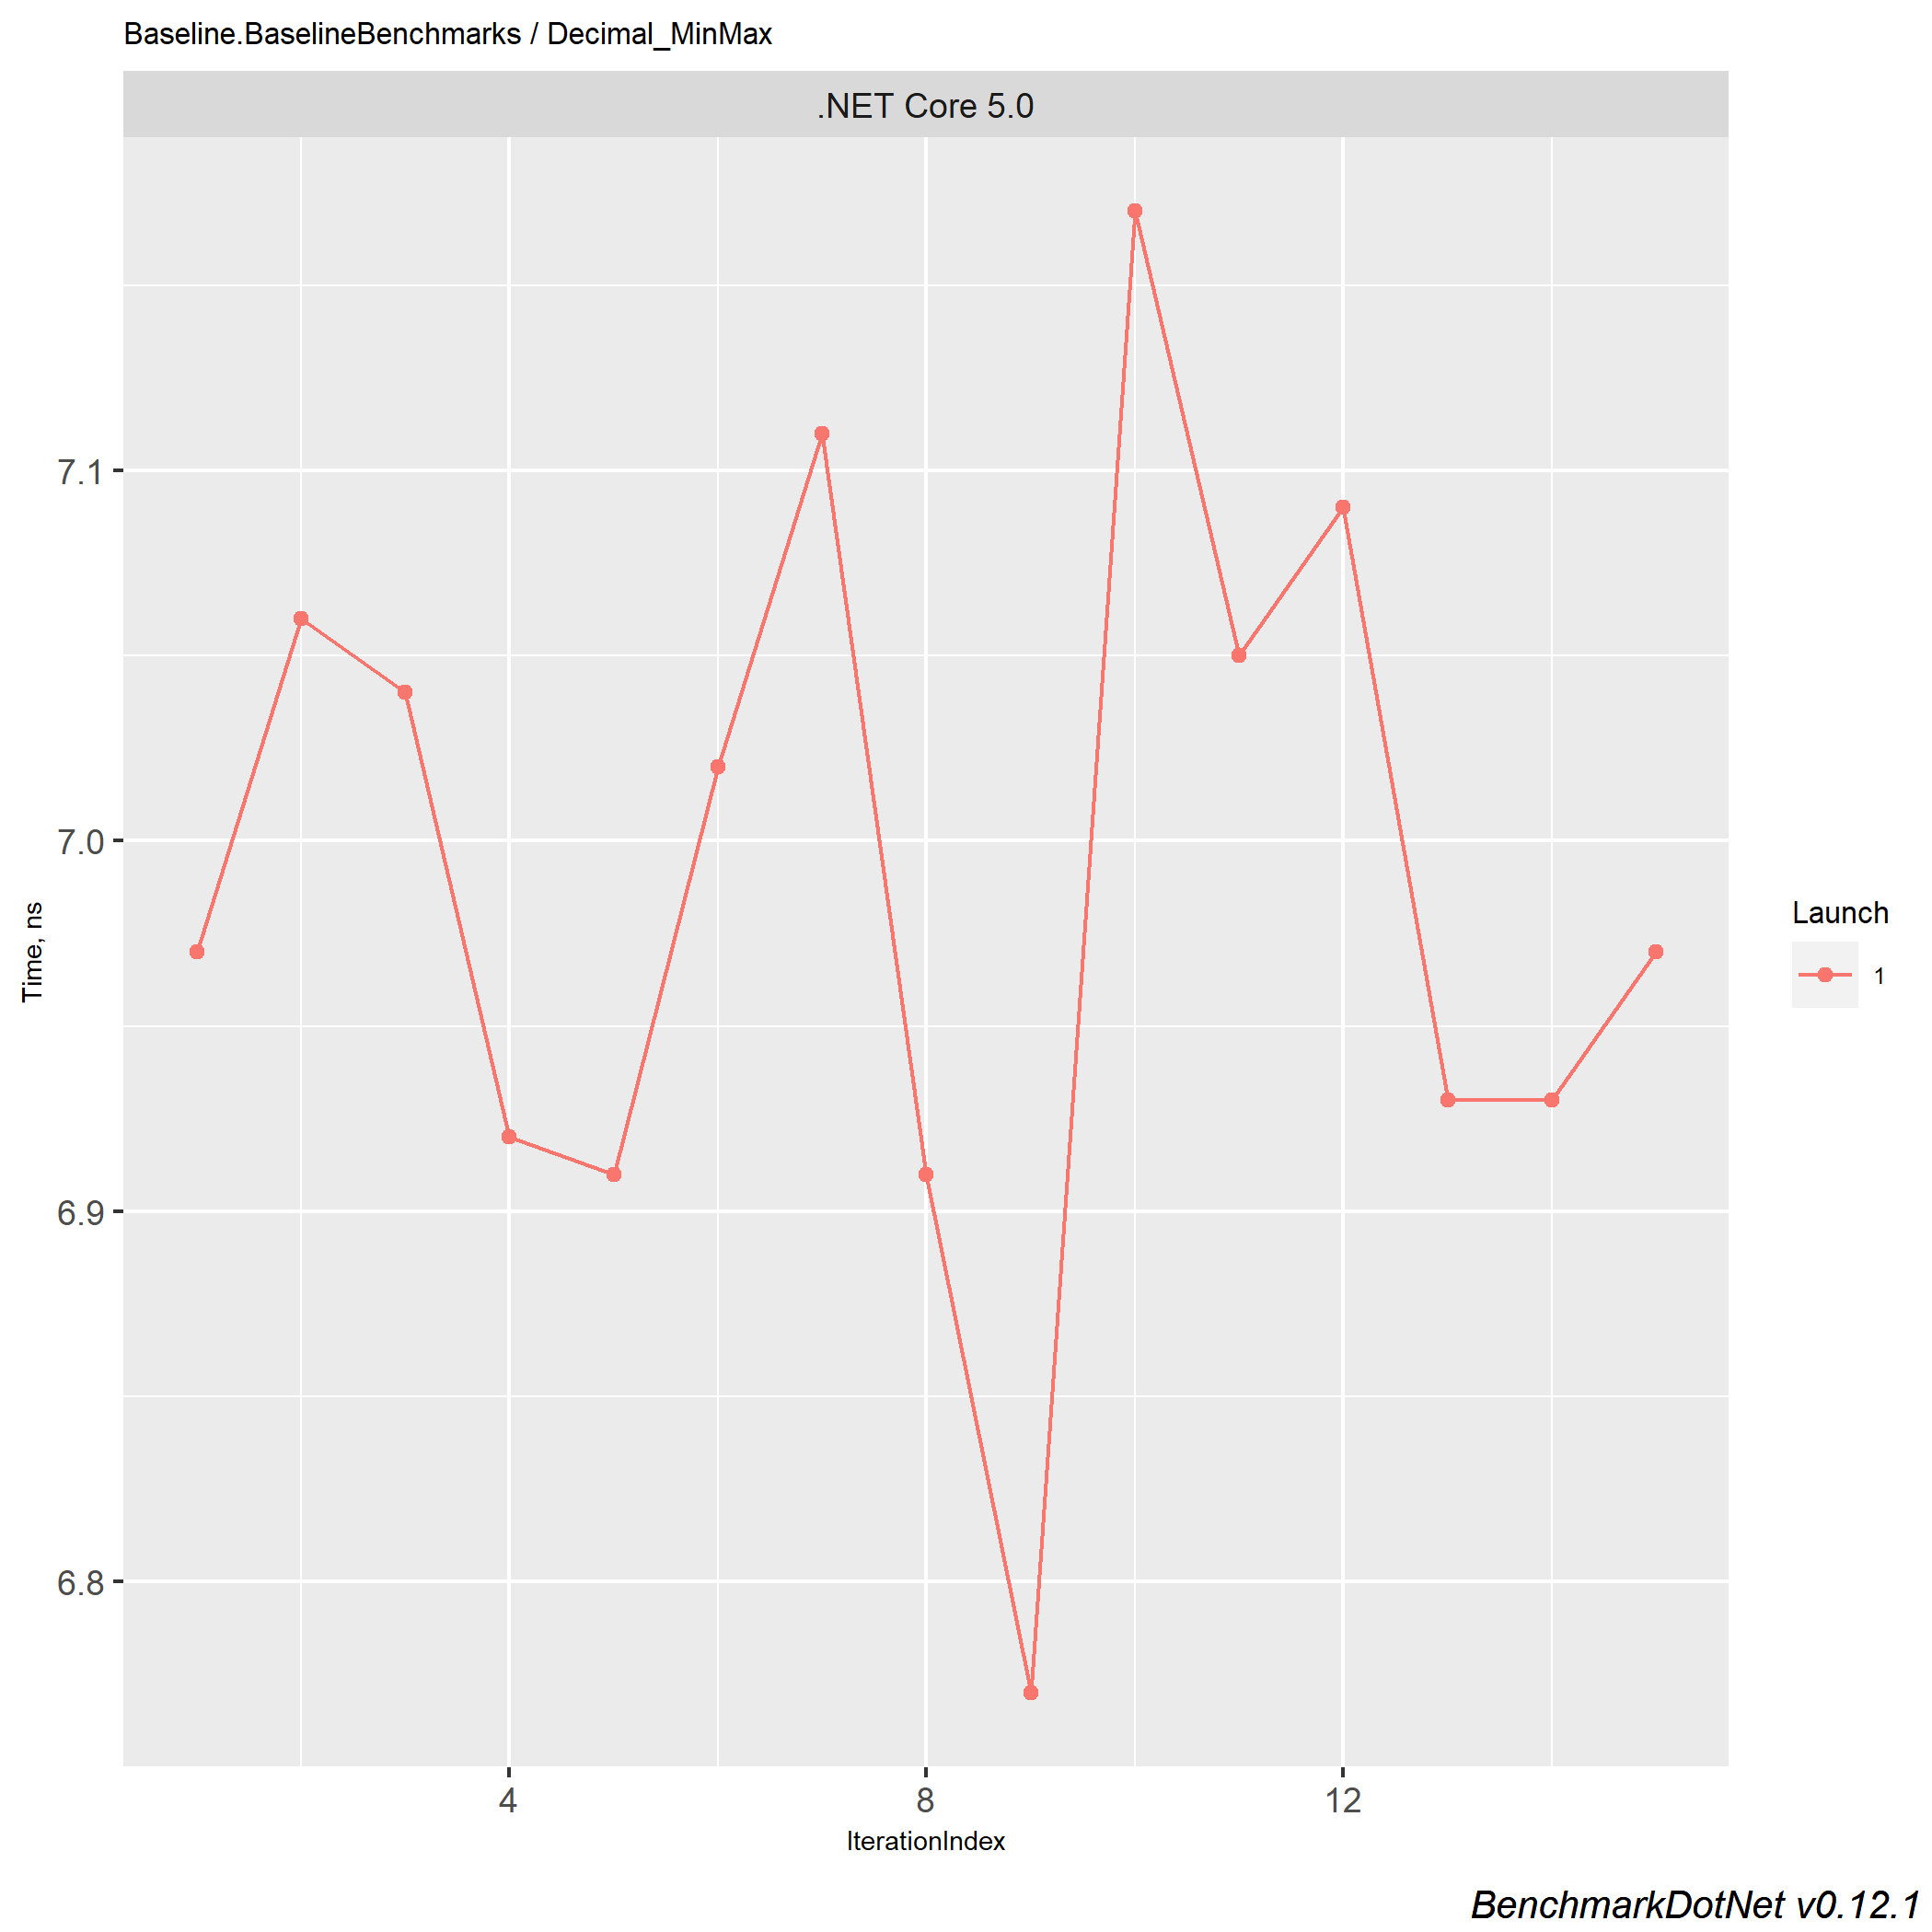 Baseline.BaselineBenchmarks / Decimal_MinMax
.NET Core 5.0
7.1
7.0
6.9
6.8
Time, ns
4 8 12
IterationIndex
Launch
1
BenchmarkDotNet v0.12.1